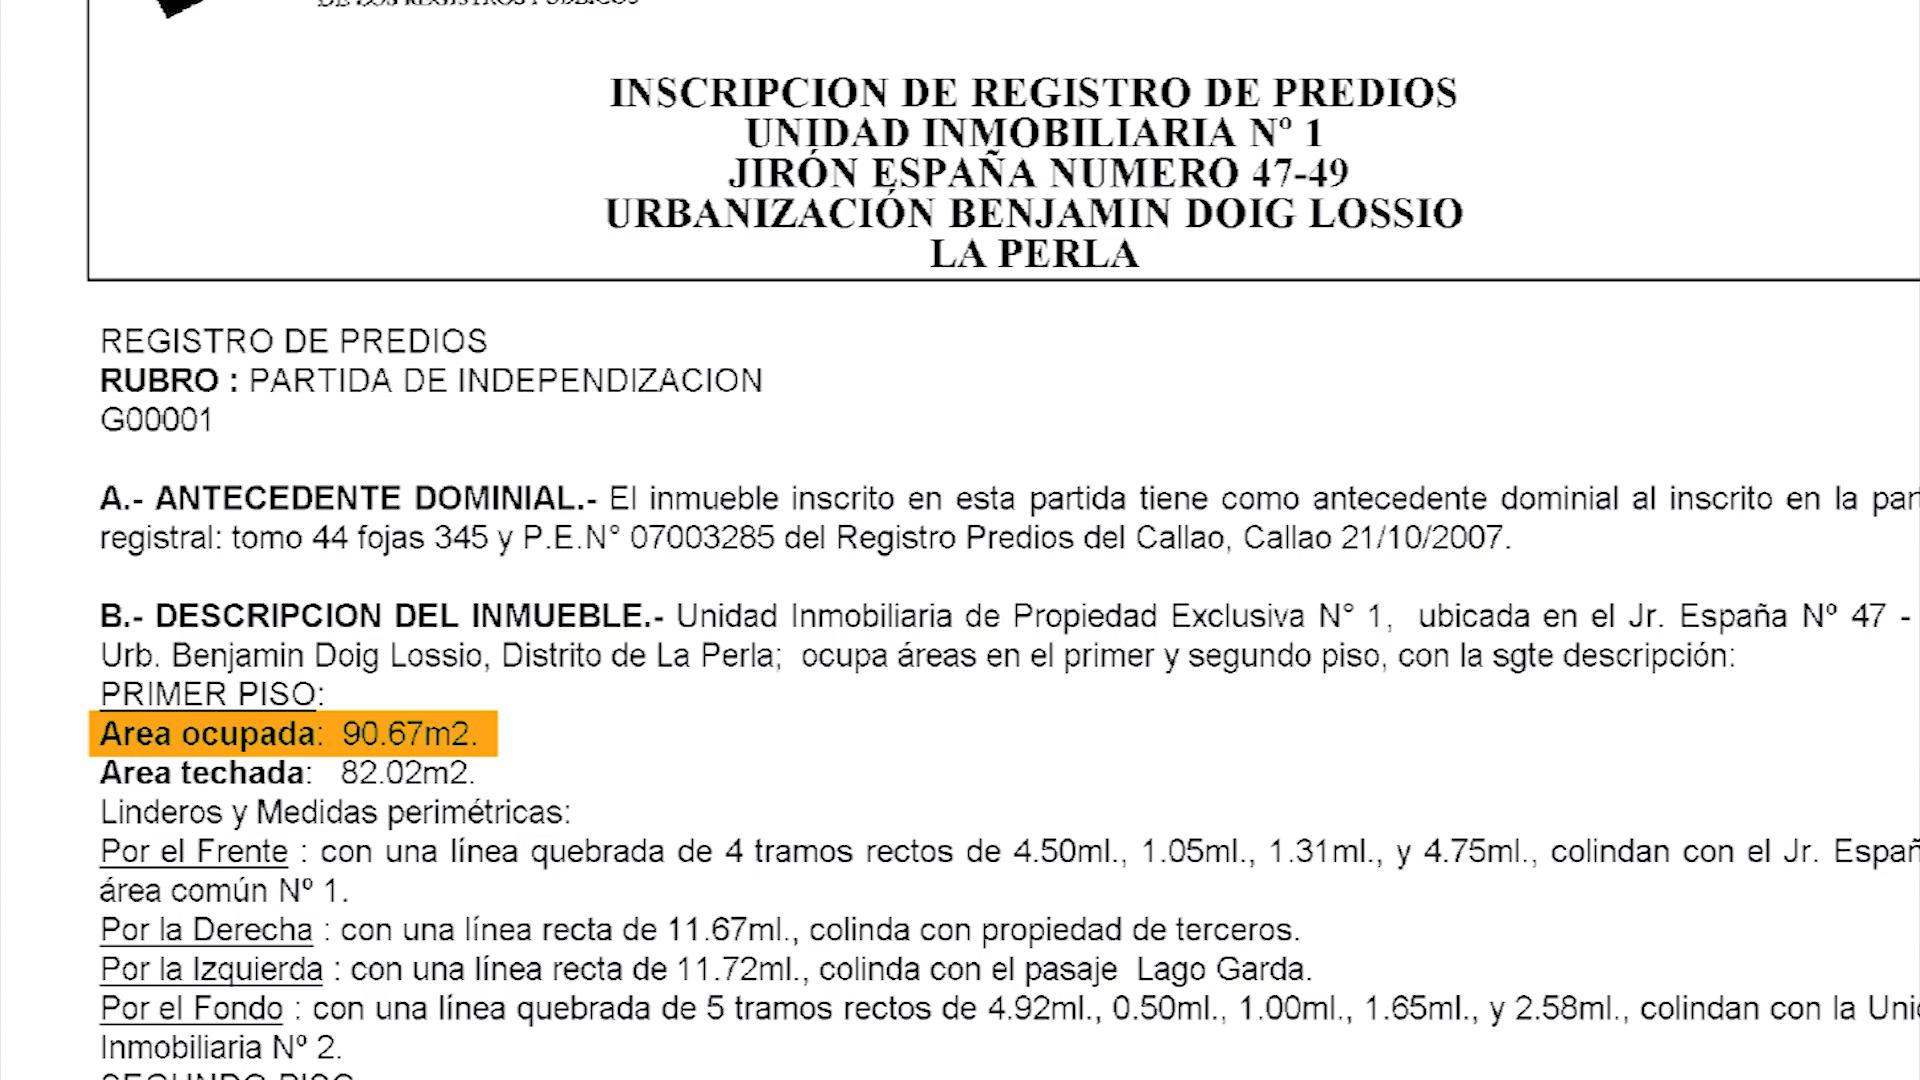 DE LOS REGISTROS PUBLICOS
INSCRIPCION DE REGISTRO DE PREDIOS
UNIDAD INMOBILIARIA Nº 1
JIRÓN ESPAÑA NUMERO 47-49
URBANIZACIÓN BENJAMIN DOIG LOSSIO
LA PERLA
REGISTRO DE PREDIOS
RUBRO : PARTIDA DE INDEPENDIZACION
G00001
A.- ANTECEDENTE DOMINIAL.- El inmueble inscrito en esta partida tiene como antecedente dominial al inscrito en la
registral: tomo 44 fojas 345 y P.E.N° 07003285 del Registro Predios del Callao, Callao 21/10/2007.
B.- DESCRIPCION DEL INMUEBLE.- Unidad Inmobiliaria de Propiedad Exclusiva N° 1, ubicada en el Jr. España Nº 47 -
Urb. Benjamin Doig Lossio, Distrito de La Perla; ocupa áreas en el primer y segundo piso, con la sgte descripción:
PRIMER PISO:
Area ocupada: 90.67m2.
Area techada: 82.02m2.
Linderos y Medidas perimétricas:
Por el Frente : con una línea quebrada de 4 tramos rectos de 4.50ml., 1.05ml., 1.31ml., y 4.75ml., colindan con el Jr.
área común Nº 1.
Por la Derecha : con una línea recta de 11.67ml., colinda con propiedad de terceros.
Por la Izquierda : con una línea recta de 11.72ml., colinda con el pasaje Lago Garda.
Por el Fondo : con una línea quebrada de 5 tramos rectos de 4.92ml., 0.50ml., 1.00ml., 1.65ml., y 2.58ml., colindan con la
Inmobiliaria Nº 2.
SEGUNDO PISO